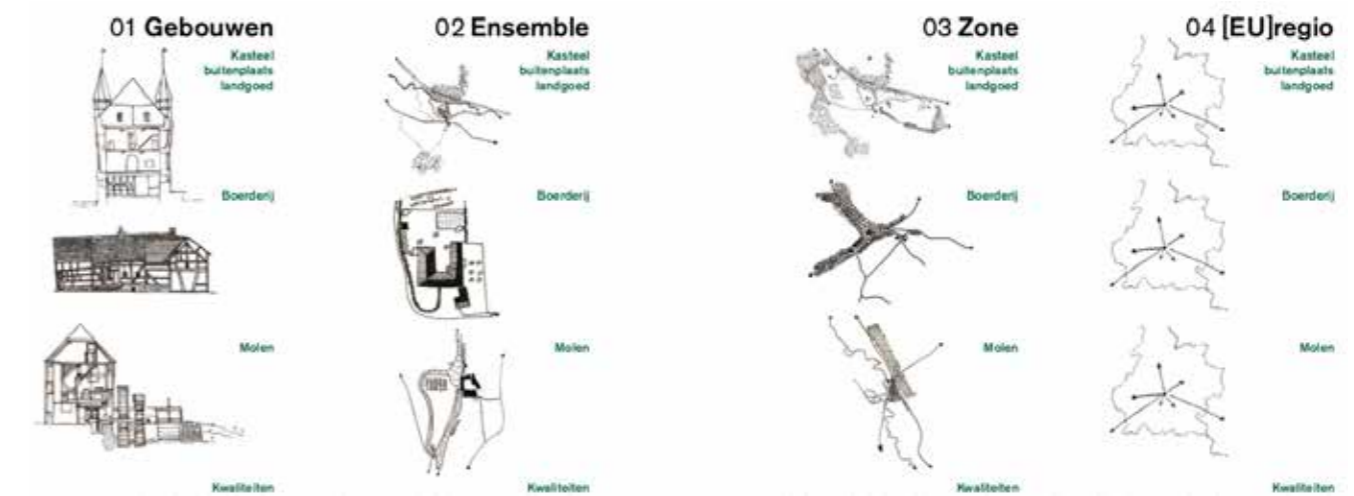 01 Gebouwen
Kasteel
buitenplaats
landgoed
Boerderij
Molen
Kwaliteiten
02 Ensemble
Kasteel
buitenplaats
landgoed
Boerderij
Molen
Kwaliteiten
03 Zone
Kasteel
buitenplaats
landgoed
Boerderij
Molen
Kwaliteiten
04 [EU]regio
Kasteel
buitenplaats
landgoed
Boerderij
Molen
Kwaliteiten